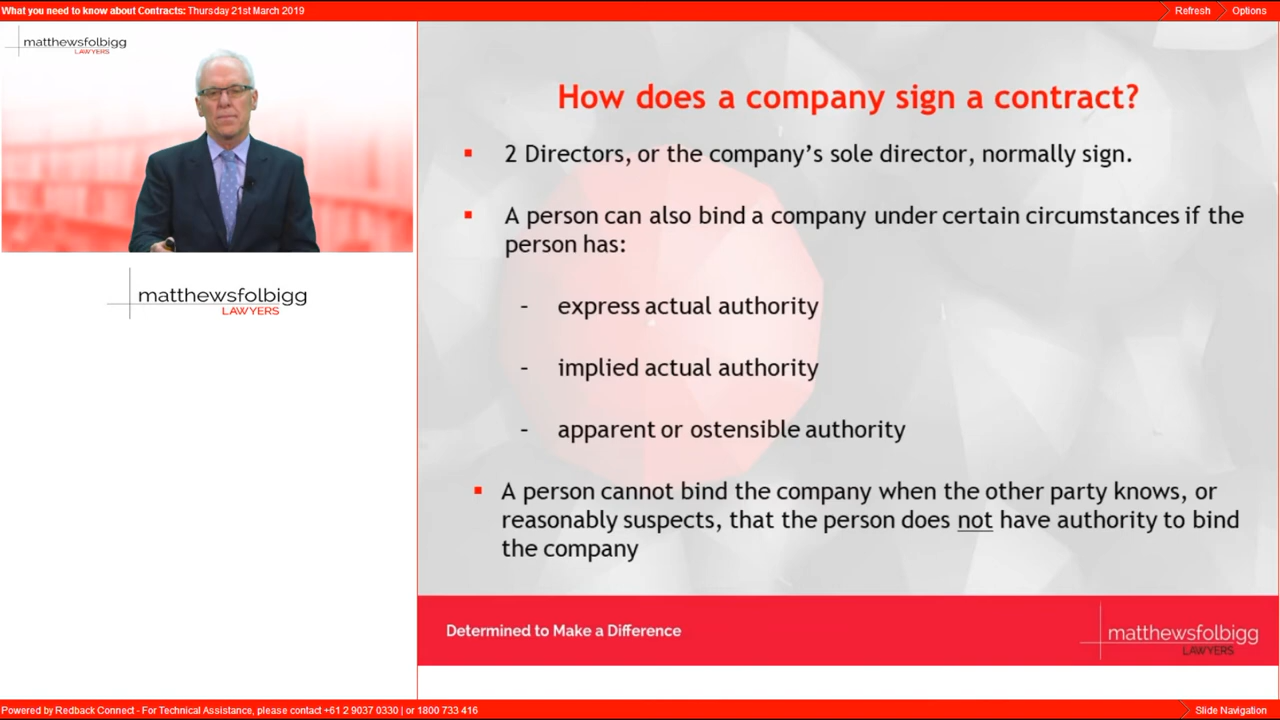 What you need to know about Contracts: Thursday 21st March 2019
Refresh
Options
matthewsfolbigg
LAWYERS
matthewsfolbigg
LAWYERS
How does a company sign a contract?
▪ 2 Directors, or the company’s sole director, normally sign.
▪ A person can also bind a company under certain circumstances if the
person has:
- express actual authority
- implied actual authority
- apparent or ostensible authority
▪ A person cannot bind the company when the other party knows, or
reasonably suspects, that the person does not have authority to bind
the company
Determined to Make a Difference
matthewsfolbigg
LAWYERS
Powered by Redback Connect - For Technical Assistance, please contact +61 2 9037 0330 | or 1800 733 416
Slide Navigation